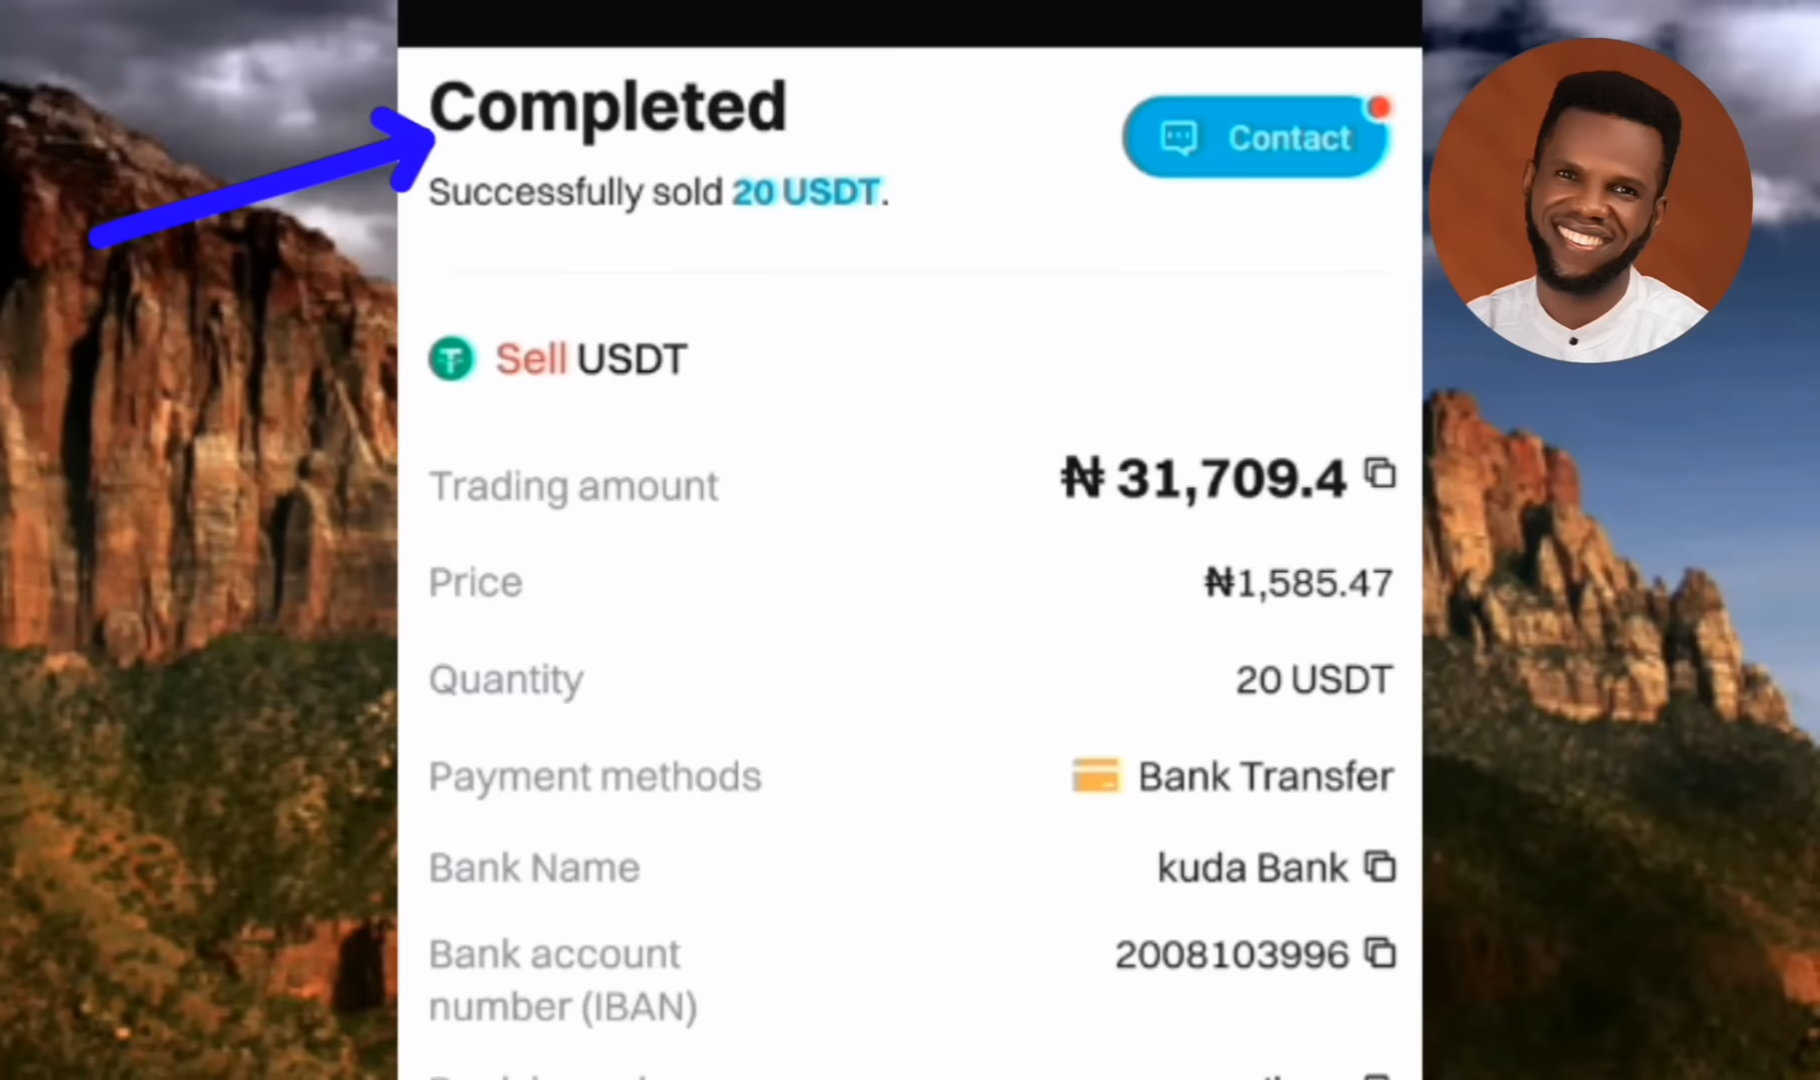 Completed
Contact
Successfully sold 20 USDT.
Sell USDT
Trading amount ₦ 31,709.4
Price ₦1,585.47
Quantity 20 USDT
Payment methods Bank Transfer
Bank Name kuda Bank
Bank account 2008103996
number (IBAN)